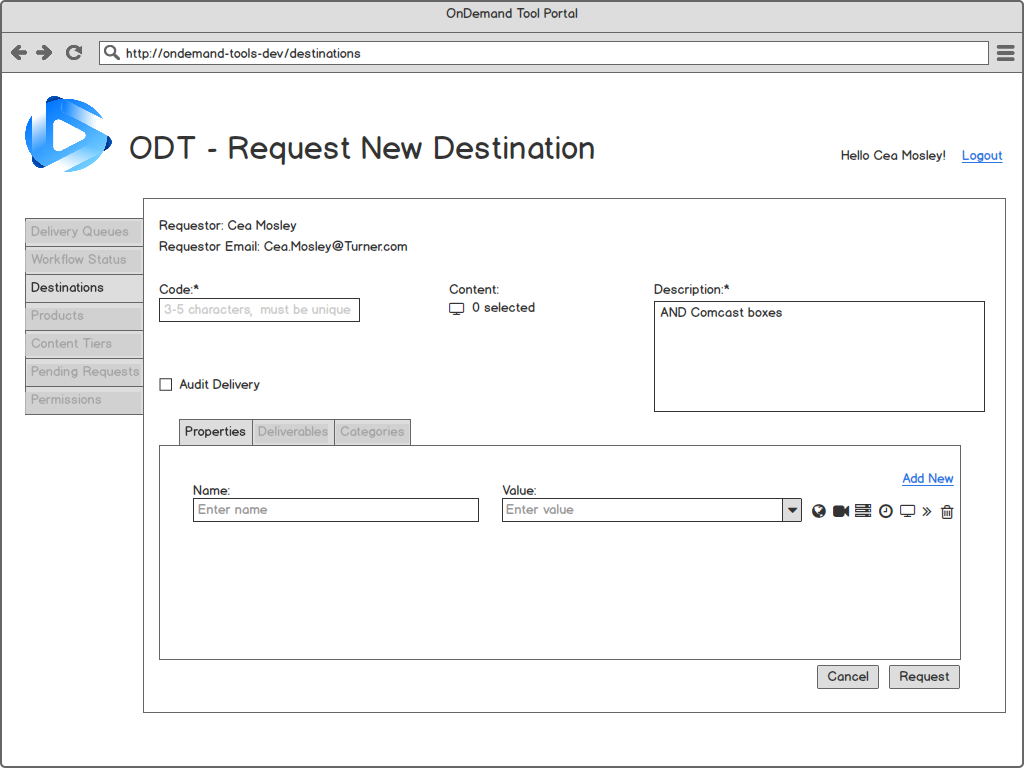 OnDemand Tool Portal
http://ondemand-tools-dev/destinations
ODT - Request New Destination
Hello Cea Mosley! Logout
Delivery Queues
Workflow Status
Destinations
Products
Content Tiers
Pending Requests
Permissions
Requestor: Cea Mosley
Requestor Email: Cea.Mosley@Turner.com
Code:* Content: Description:*
3-5 characters, must be unique 0 selected AND Comcast boxes
Audit Delivery
Properties Deliverables Categories
Add New
Name: Value:
Enter name Enter value
Cancel Request